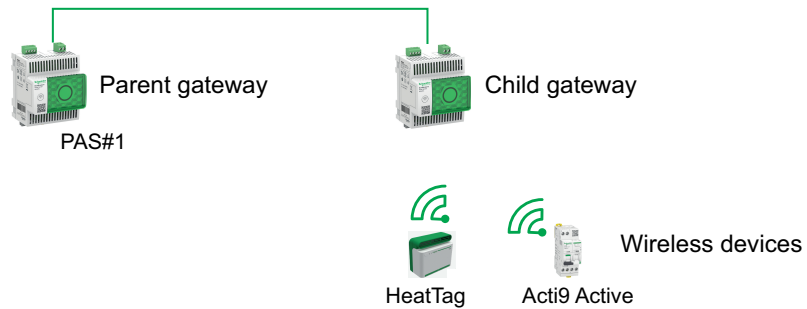 Parent gateway
Child gateway
PAS#1
Wireless devices
HeatTag
Acti9 Active